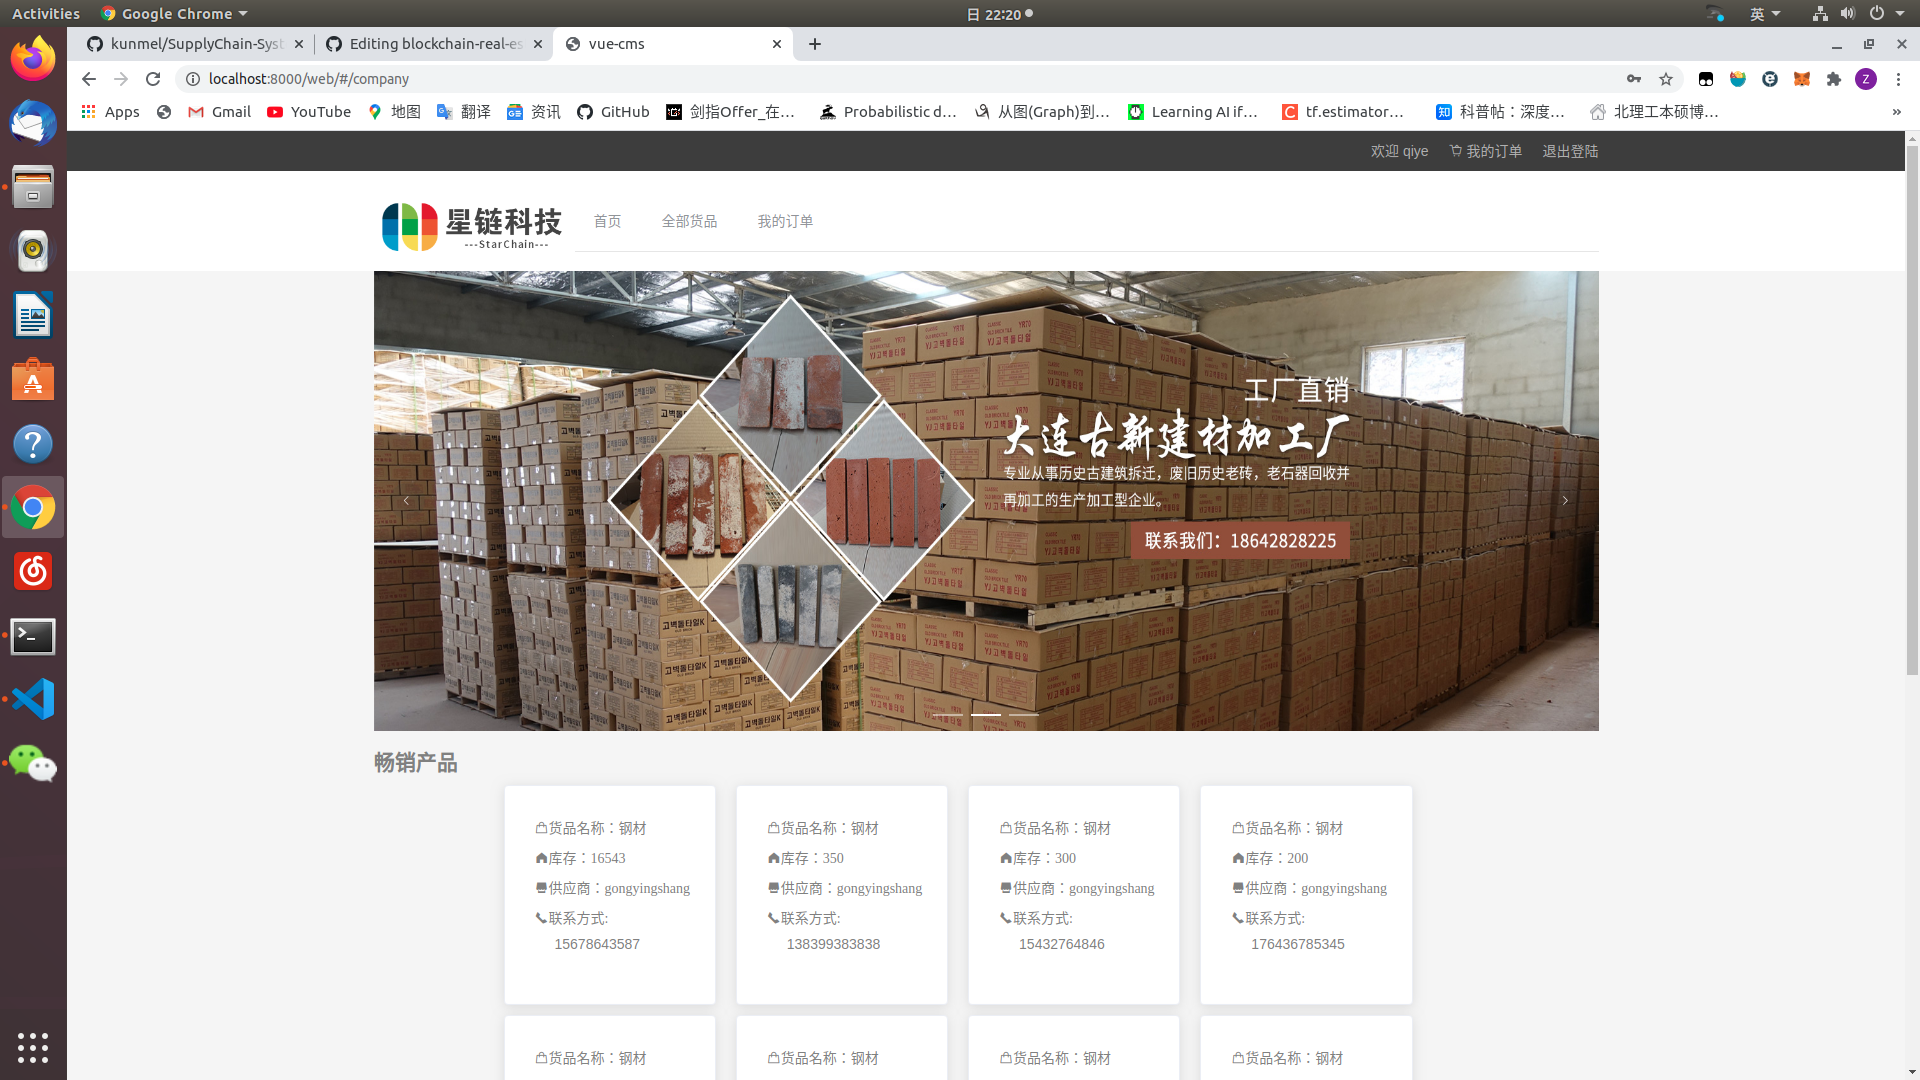 Activities
Google Chrome
日 22:20
英
kunmel/SupplyChain-Syst
Editing blockchain-real-es
vue-cms
localhost:8000/web/#/company
Z
Apps
Gmail
YouTube
地图
翻译
资讯
GitHub
剑指Offer_在…
Probabilistic d…
从图(Graph)到…
Learning AI if…
tf.estimator…
科普帖：深度…
北理工本硕博…
»
欢迎 qiye
我的订单
退出登陆
星链科技
---StarChain---
首页
全部货品
我的订单
工厂直销
大连古新建材加工厂
专业从事历史古建筑拆迁，废旧历史老砖，老石器回收并
再加工的生产加工型企业。
联系我们：18642828225
畅销产品
货品名称：钢材
库存：16543
供应商：gongyingshang
联系方式:
15678643587
货品名称：钢材
库存：350
供应商：gongyingshang
联系方式:
138399383838
货品名称：钢材
库存：300
供应商：gongyingshang
联系方式:
15432764846
货品名称：钢材
库存：200
供应商：gongyingshang
联系方式:
176436785345
货品名称：钢材
货品名称：钢材
货品名称：钢材
货品名称：钢材